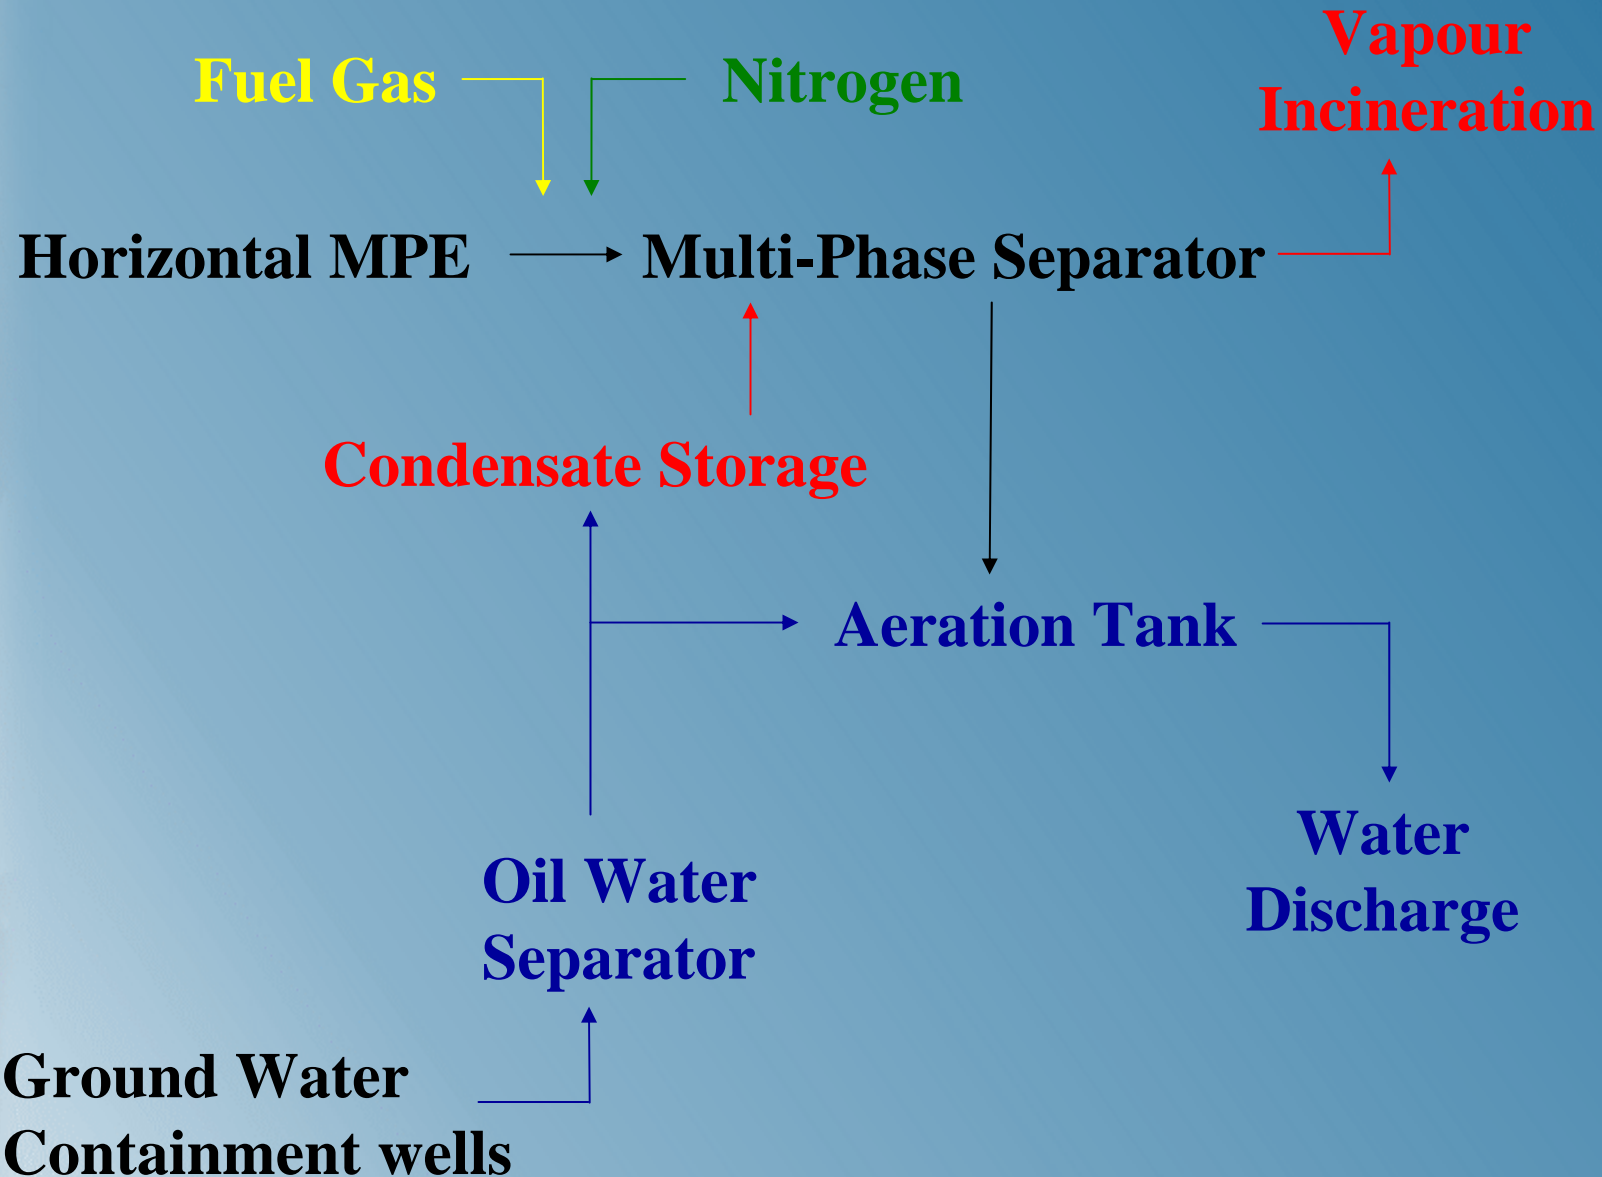 Vapour
Incineration
Fuel Gas
Nitrogen
Horizontal MPE
Multi-Phase Separator
Condensate Storage
Aeration Tank
Oil Water
Separator
Water
Discharge
Ground Water
Containment wells